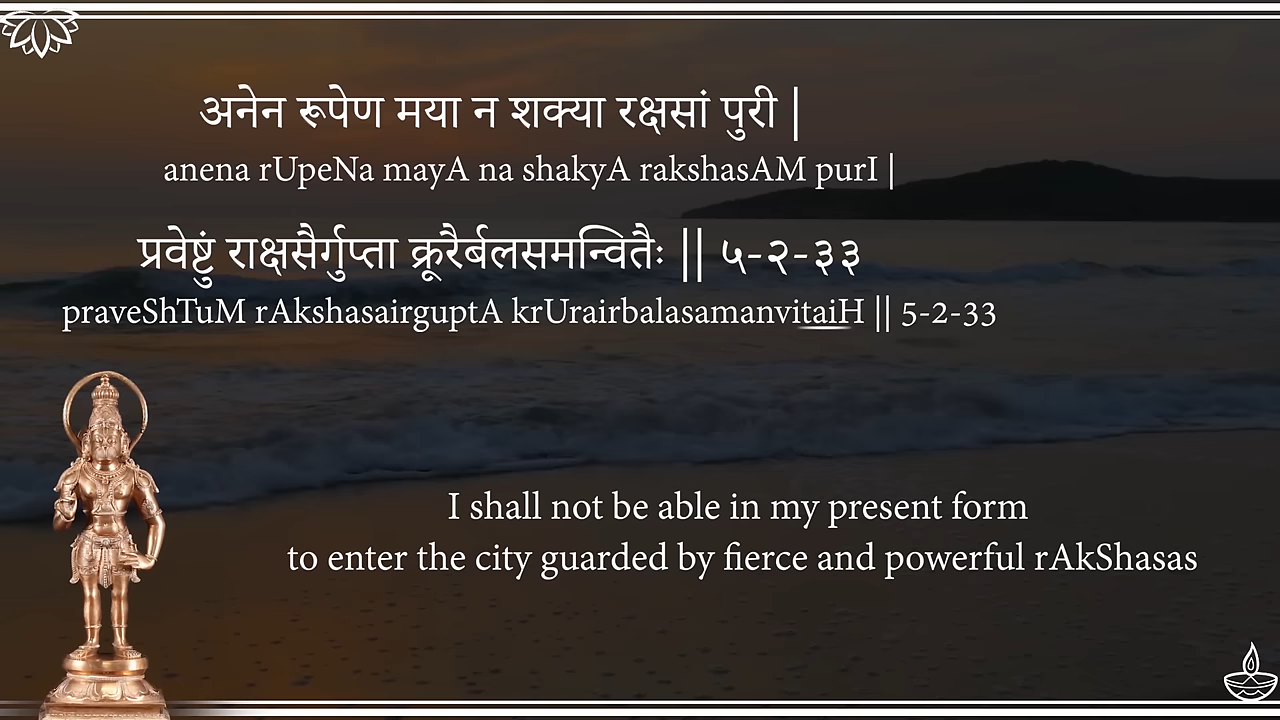 अनेन रूपेण मया न शक्या रक्षसां पुरी |
anena rUpeNa mayA na shakyA rakshasAM purI |
प्रवेष्टुं राक्षसैर्गुप्ता क्रूरैर्बलसमन्वितैः || ५-२-३३
praveShTuM rAkshasairguptA krUrairbalasamanvitaiH || 5-2-33
I shall not be able in my present form
to enter the city guarded by fierce and powerful rAkShasas